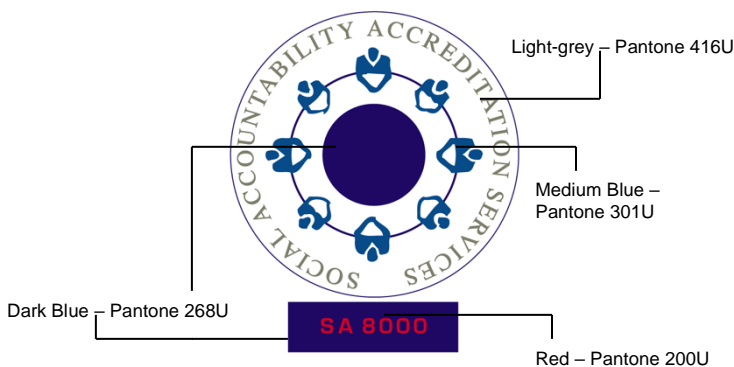 SOCIAL ACCOUNTABILITY ACCREDITATION SERVICES
Light-grey – Pantone 416U
Medium Blue –
Pantone 301U
Dark Blue – Pantone 268U
SA 8000
Red – Pantone 200U